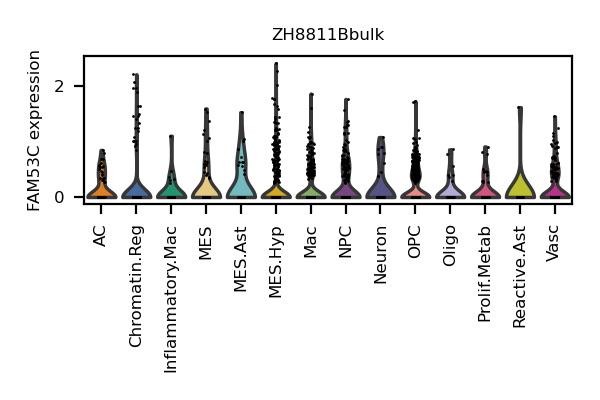 ZH8811Bbulk
FAM53C expression
2
0
AC
Chromatin.Reg
Inflammatory.Mac
MES
MES.Ast
MES.Hyp
Mac
NPC
Neuron
OPC
Oligo
Prolif.Metab
Reactive.Ast
Vasc